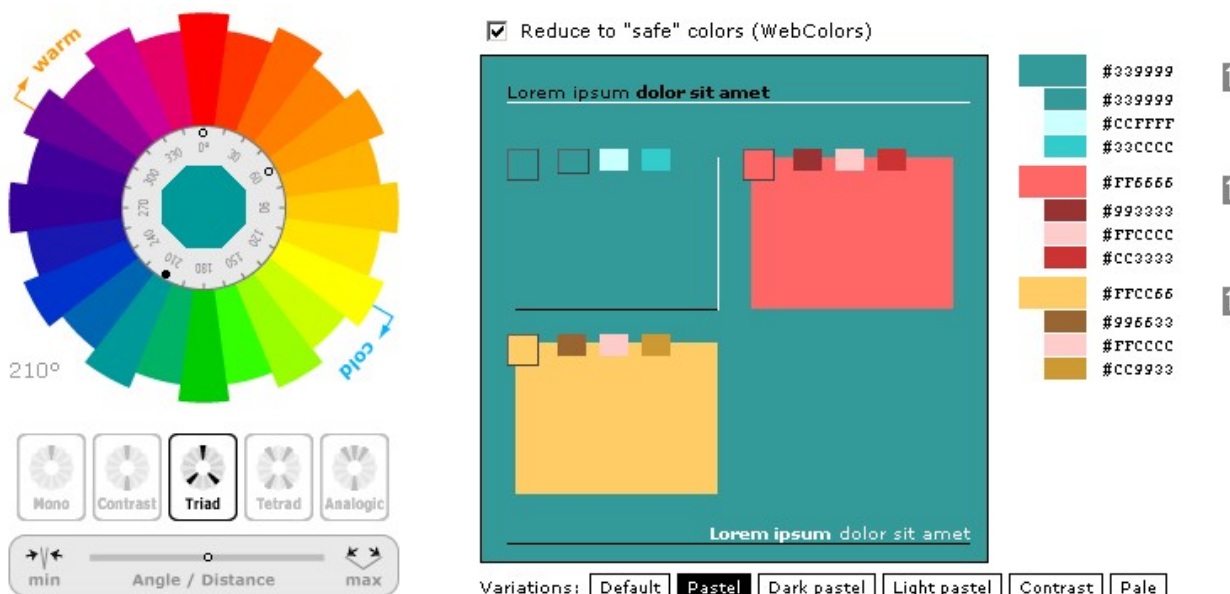 warm
cold
0°
30
60
90
120
150
180
210
240
270
300
330
210°
Mono
Contrast
Triad
Tetrad
Analogic
min
Angle / Distance
max
Reduce to "safe" colors (WebColors)
Lorem ipsum dolor sit amet
Lorem ipsum dolor sit amet
Variations: Default Pastel Dark pastel Light pastel Contrast Pale
#339999
#339999
#CCFFFF
#33CCCC
#FF6666
#993333
#FFCCCC
#CC3333
#FFCC66
#996633
#FFCCCC
#CC9933